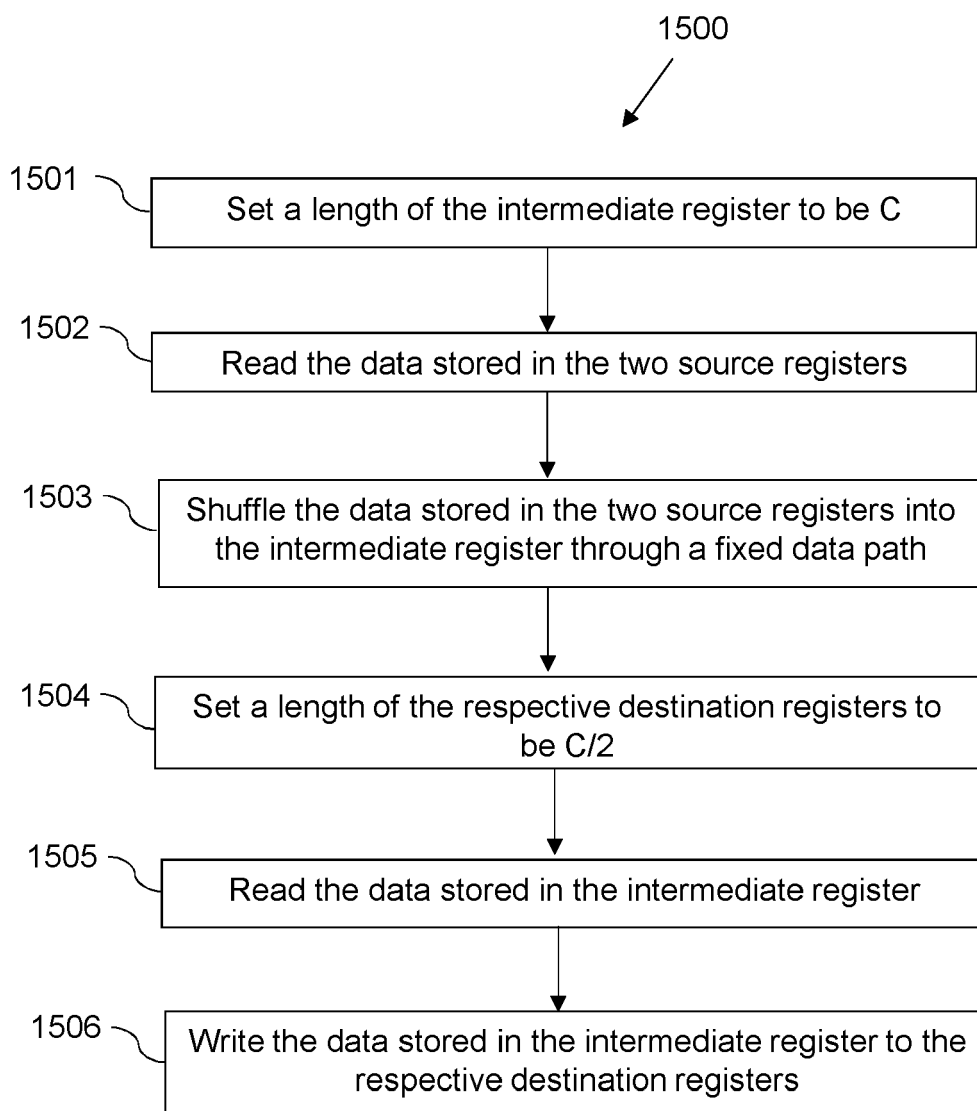 1500
1501
Set a length of the intermediate register to be C
1502
Read the data stored in the two source registers
1503
Shuffle the data stored in the two source registers into
the intermediate register through a fixed data path
1504
Set a length of the respective destination registers to
be C/2
1505
Read the data stored in the intermediate register
1506
Write the data stored in the intermediate register to the
respective destination registers